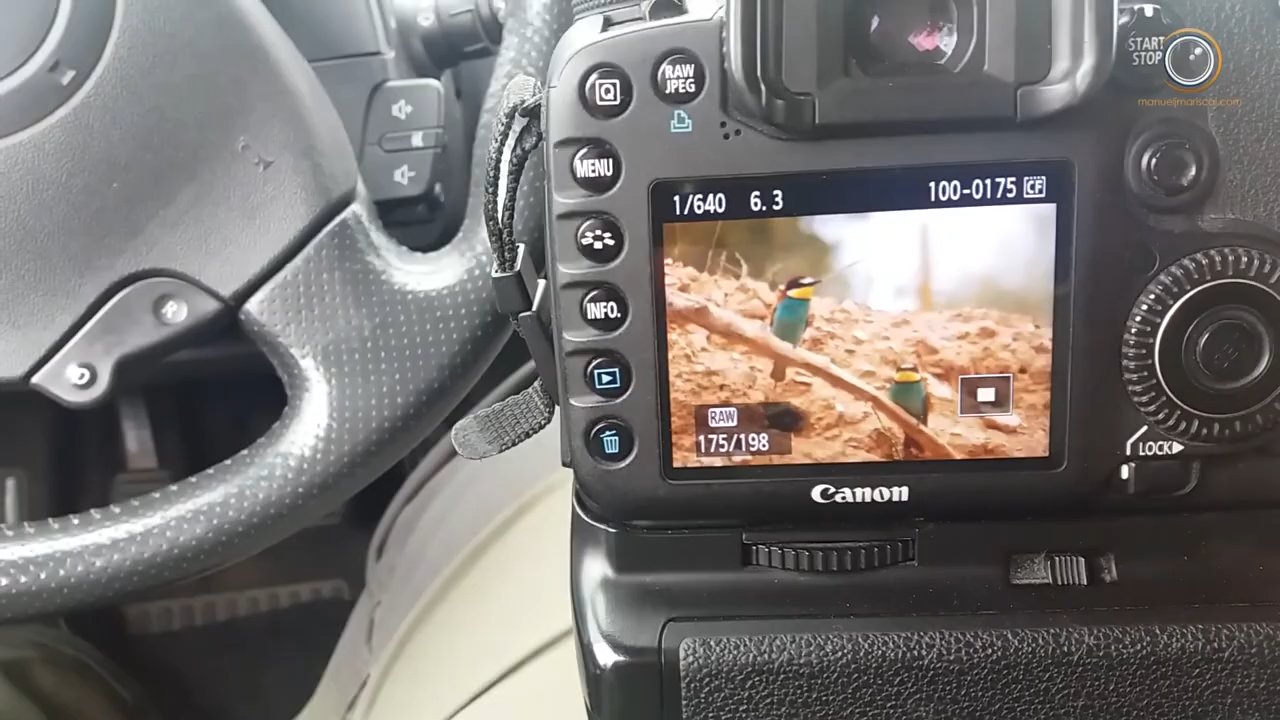 START
STOP
manueljmariscal.com
Q
RAW
JPEG
MENU
INFO.
1/640 6.3 100-0175 CF
RAW
175/198
LOCK
Canon